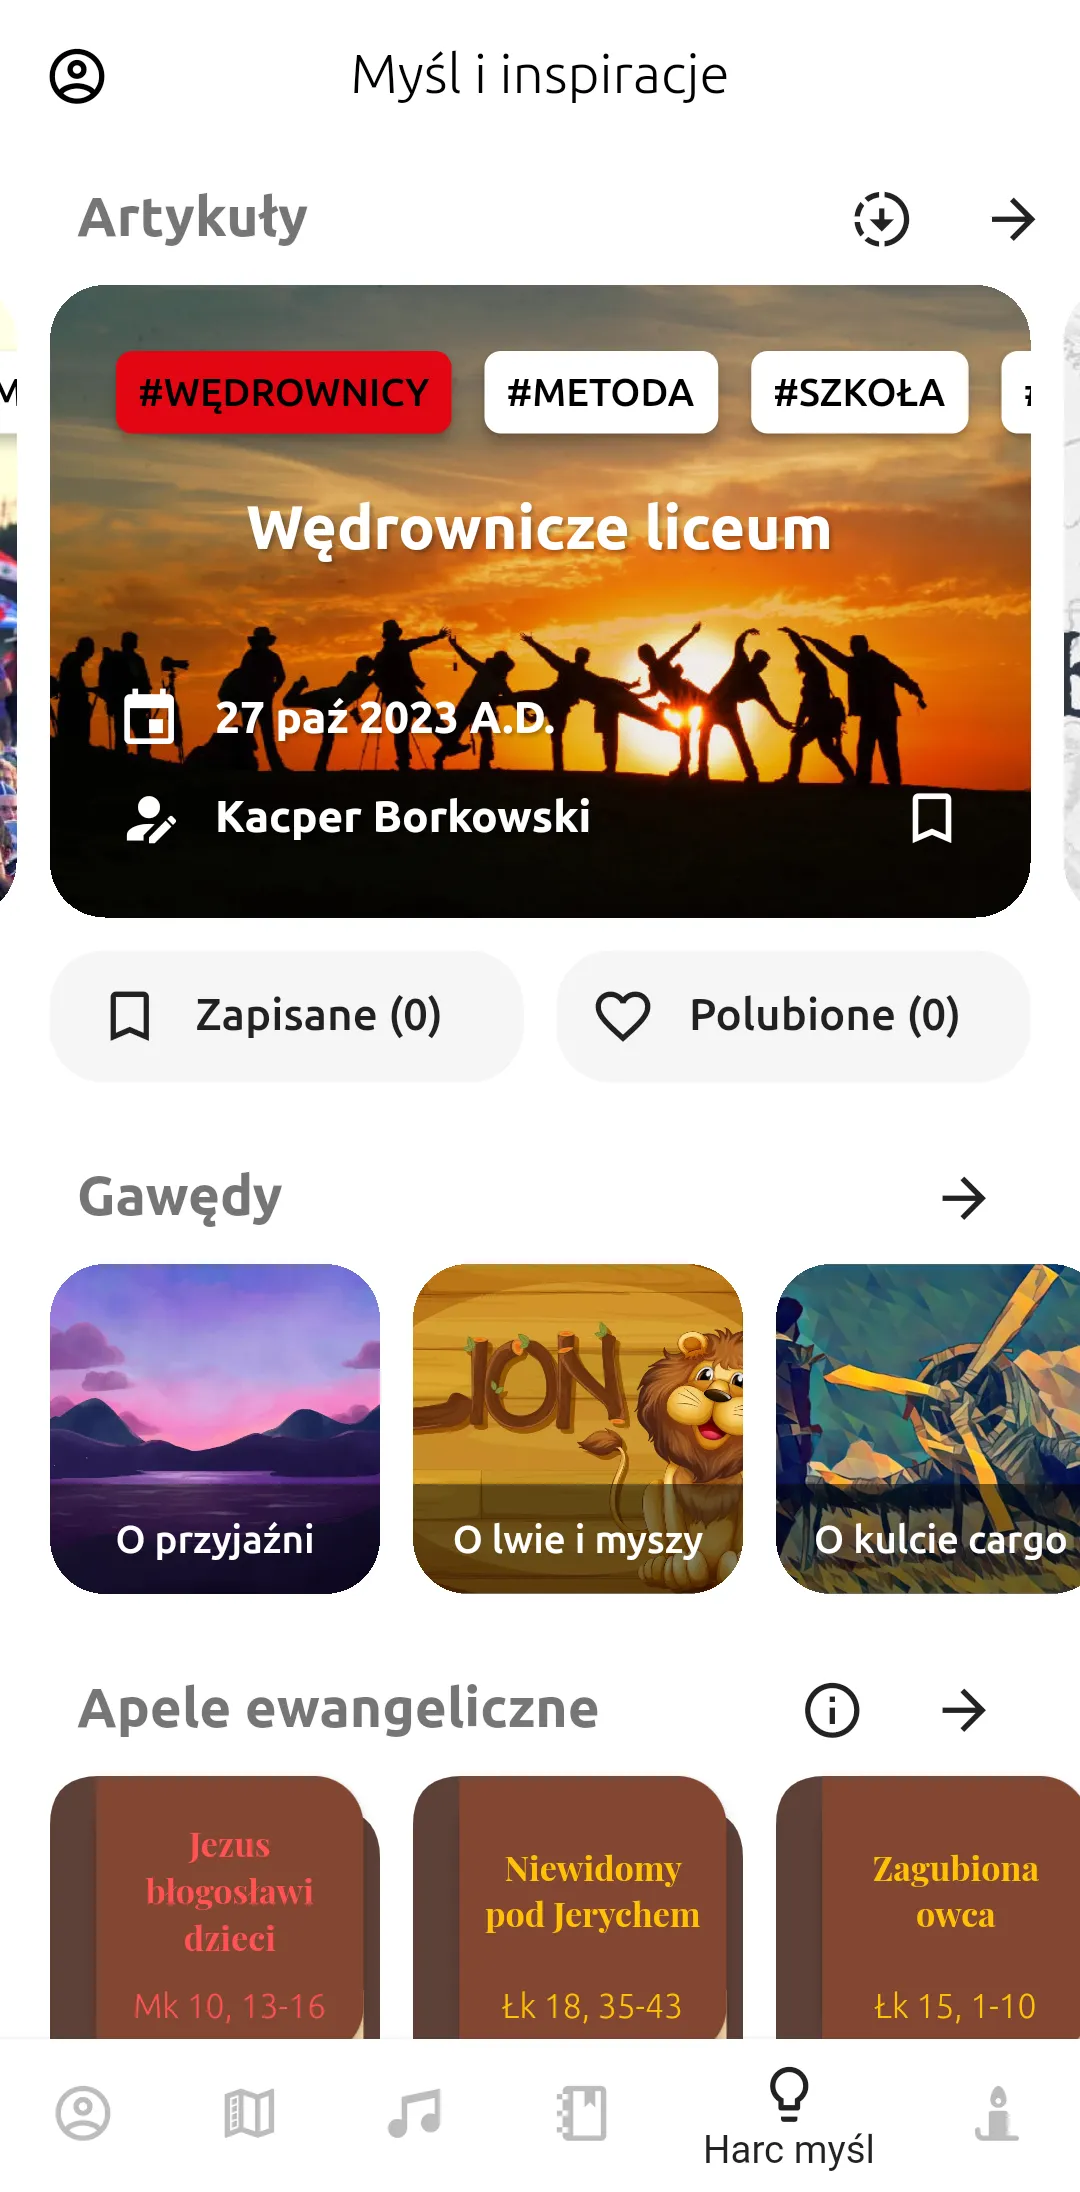 Myśl i inspiracje
Artykuły
#WĘDROWNICY #METODA #SZKOŁA
Wędrownicze liceum
27 paź 2023 A.D.
Kacper Borkowski
Zapisane (0) Polubione (0)
Gawędy
LION
O przyjaźni O lwie i myszy O kulcie cargo
Apele ewangeliczne
Jezus
błogosławi
dzieci
Mk 10, 13-16
Niewidomy
pod Jerychem
Łk 18, 35-43
Zagubiona
owca
Łk 15, 1-10
Harc myśl